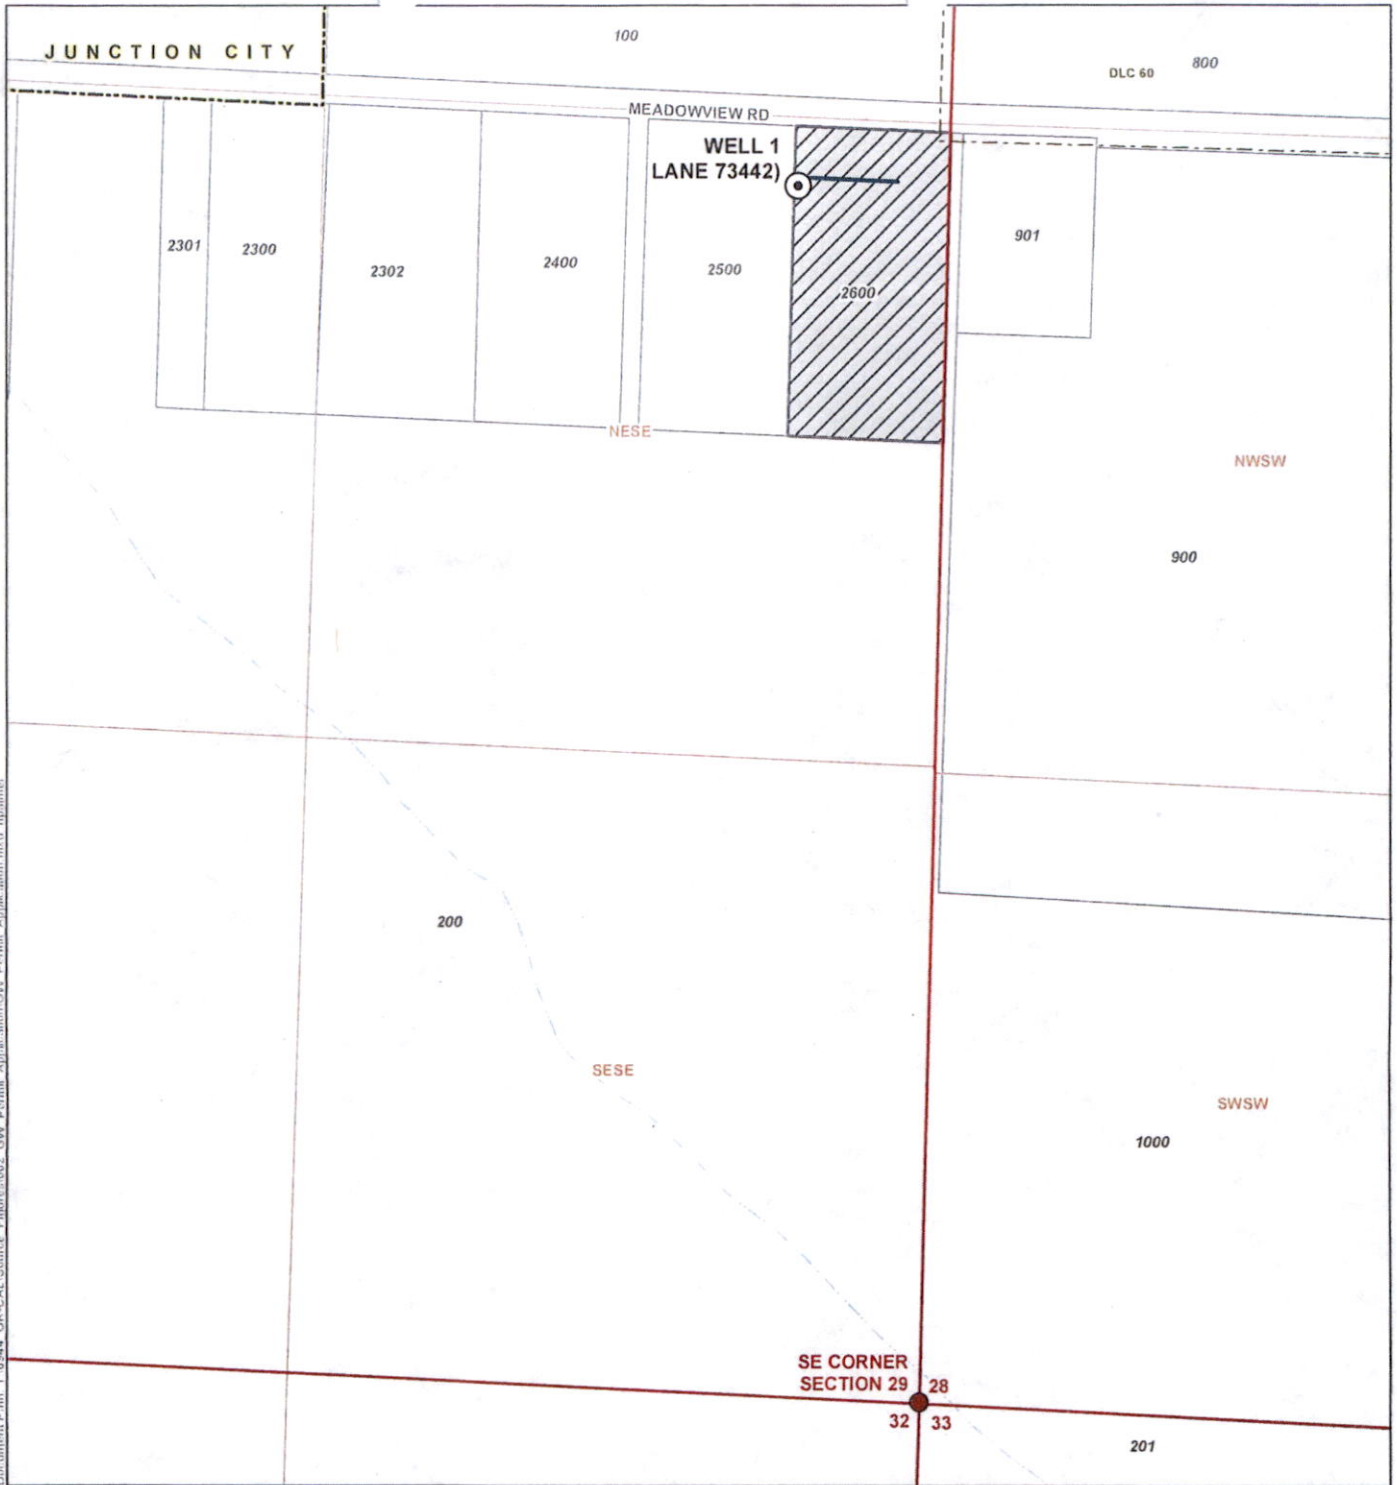 100
JUNCTION CITY
800
DLC 60
MEADOWVIEW RD
WELL 1
LANE 73442)
2301
2300
2302
2400
2500
2600
901
NESE
NWSW
900
200
SESE
SWSW
1000
SE CORNER
SECTION 29
28
32
33
201